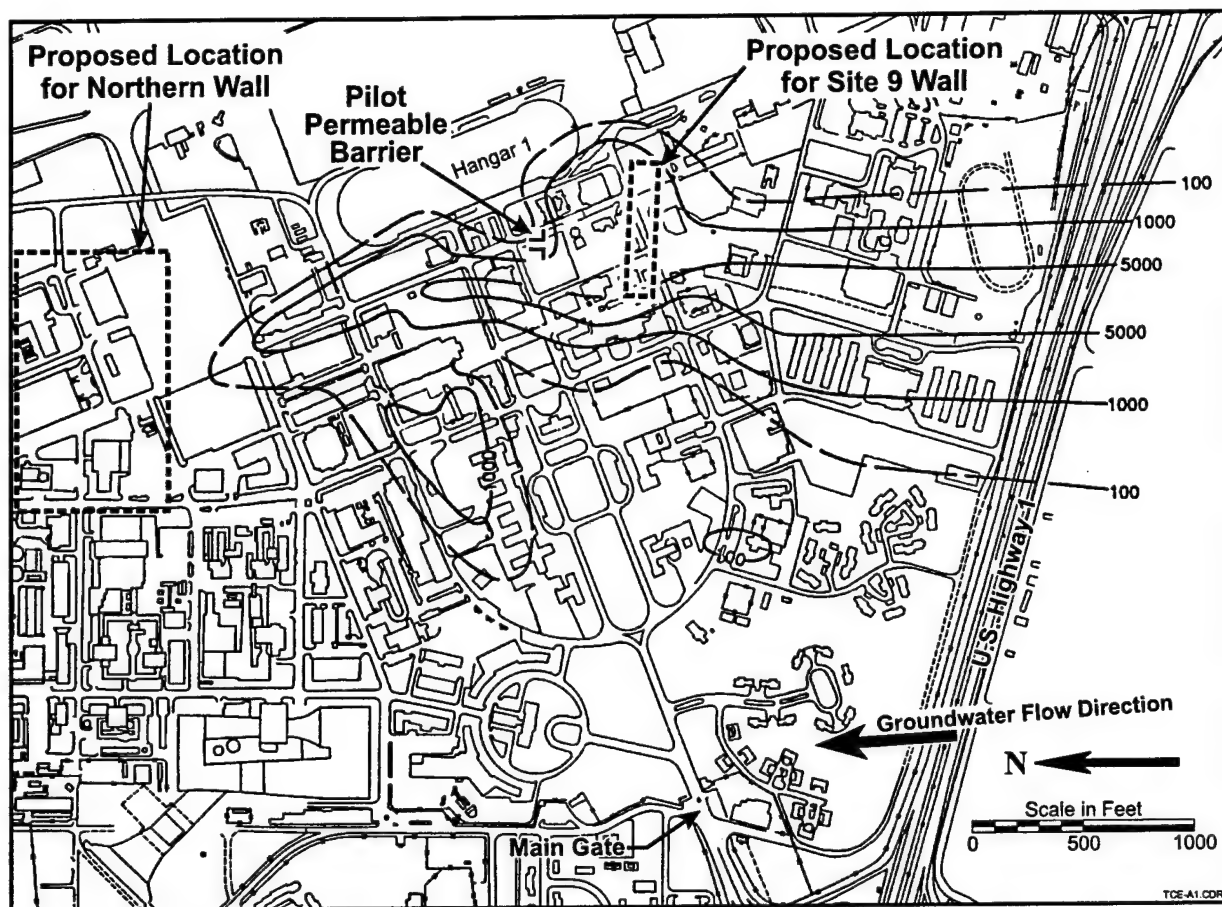 Proposed Location
for Northern Wall
Pilot
Permeable
Barrier
Proposed Location
for Site 9 Wall
Hangar 1
100
1000
5000
5000
1000
100
1000
100
U.S. Highway 1
Groundwater Flow Direction
N
Scale in Feet
0 500 1000
Main Gate
TCE-A1.CDR